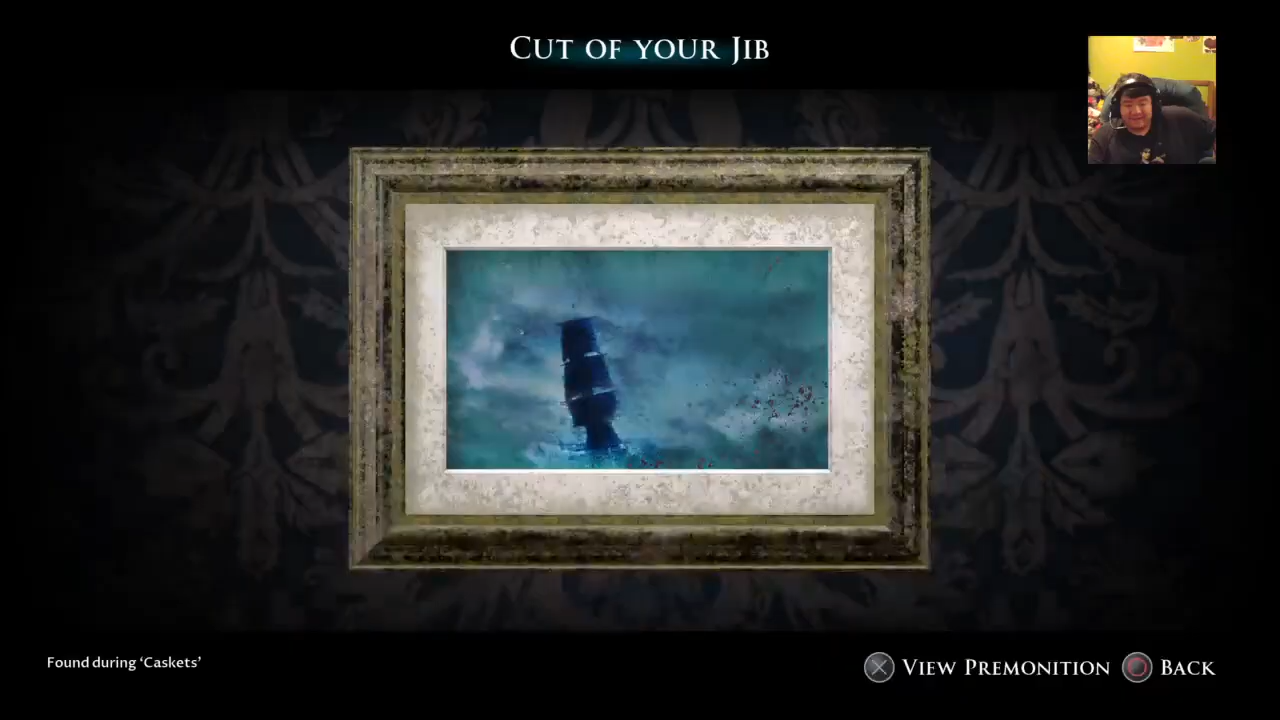 Cut of your Jib
Found during ‘Caskets’
View Premonition
Back